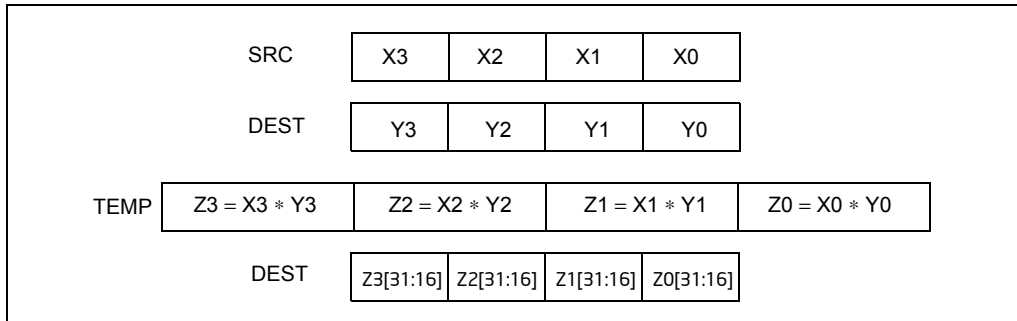 SRC X3 X2 X1 X0
DEST Y3 Y2 Y1 Y0
TEMP Z3 = X3 ∗ Y3 Z2 = X2 ∗ Y2 Z1 = X1 ∗ Y1 Z0 = X0 ∗ Y0
DEST Z3[31:16] Z2[31:16] Z1[31:16] Z0[31:16]